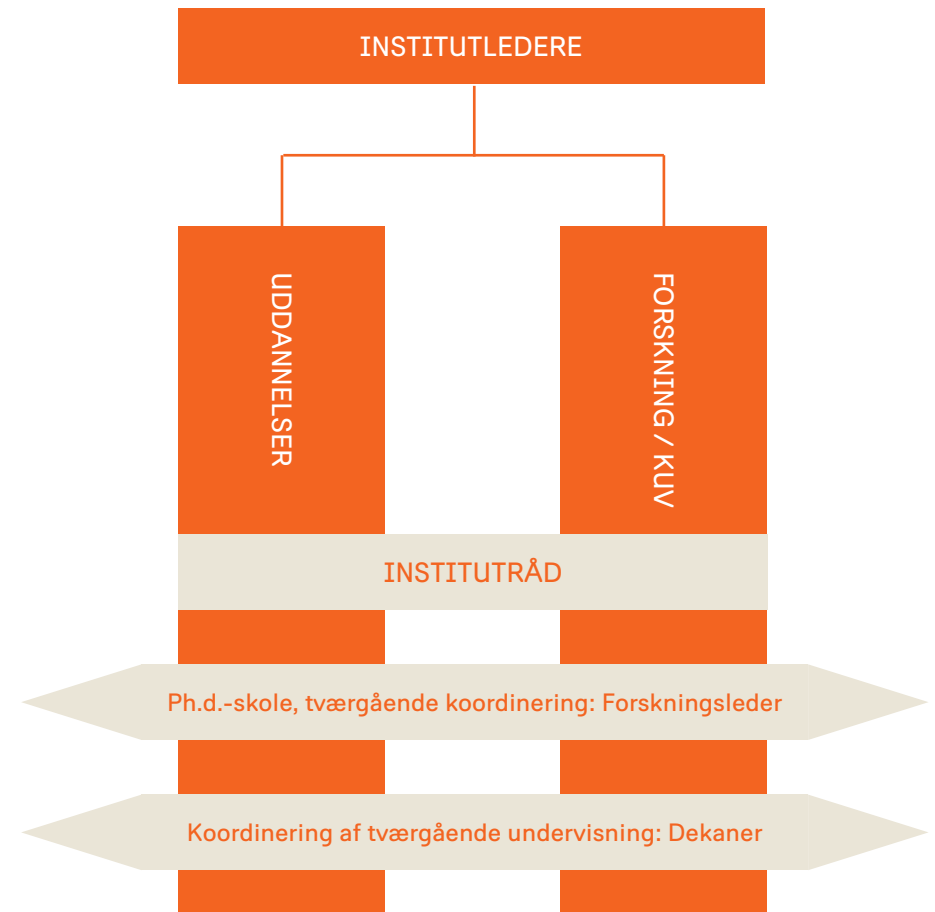 INSTITUTLEDERE
UDDANNELSER
FORSKNING / KUV
INSTITUTRÅD
Ph.d.-skole, tværgående koordinering: Forskningsleder
Koordinering af tværgående undervisning: Dekaner